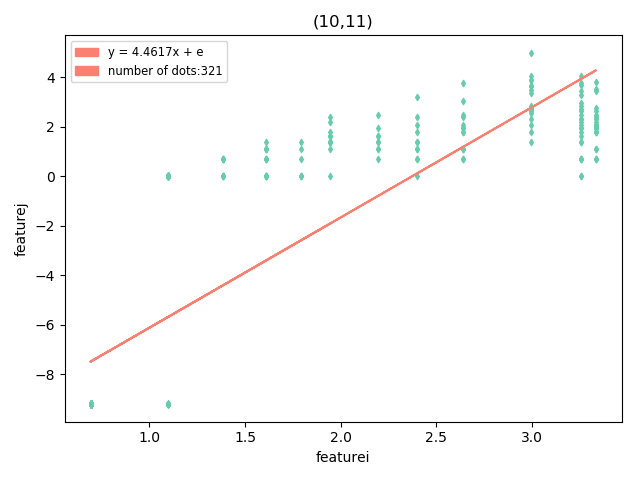 (10,11)
y = 4.4617x + e
number of dots:321
4
2
0
−2
−4
−6
−8
featurej
1.0 1.5 2.0 2.5 3.0
featurei